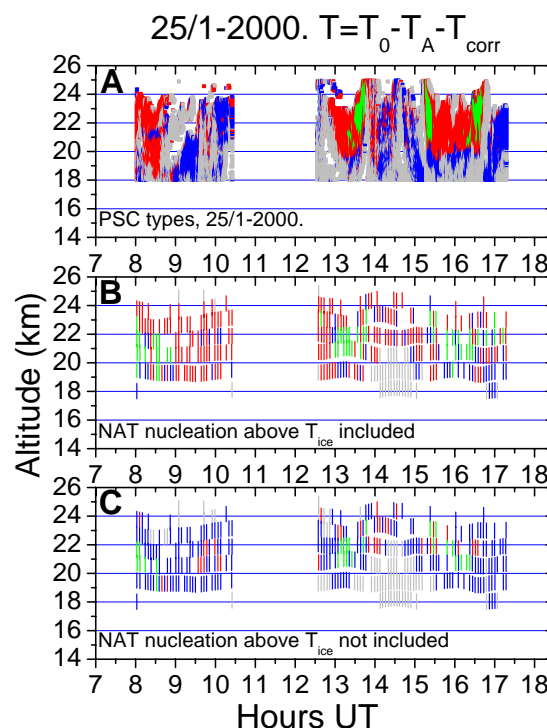 25/1-2000. T=T0-TA-Tcorr
Altitude (km)
A
26
24
22
20
18
16
14
PSC types, 25/1-2000.
7 8 9 10 11 12 13 14 15 16 17 18
B
26
24
22
20
18
16
14
NAT nucleation above Tice included
7 8 9 10 11 12 13 14 15 16 17 18
C
26
24
22
20
18
16
14
NAT nucleation above Tice not included
7 8 9 10 11 12 13 14 15 16 17 18
Hours UT